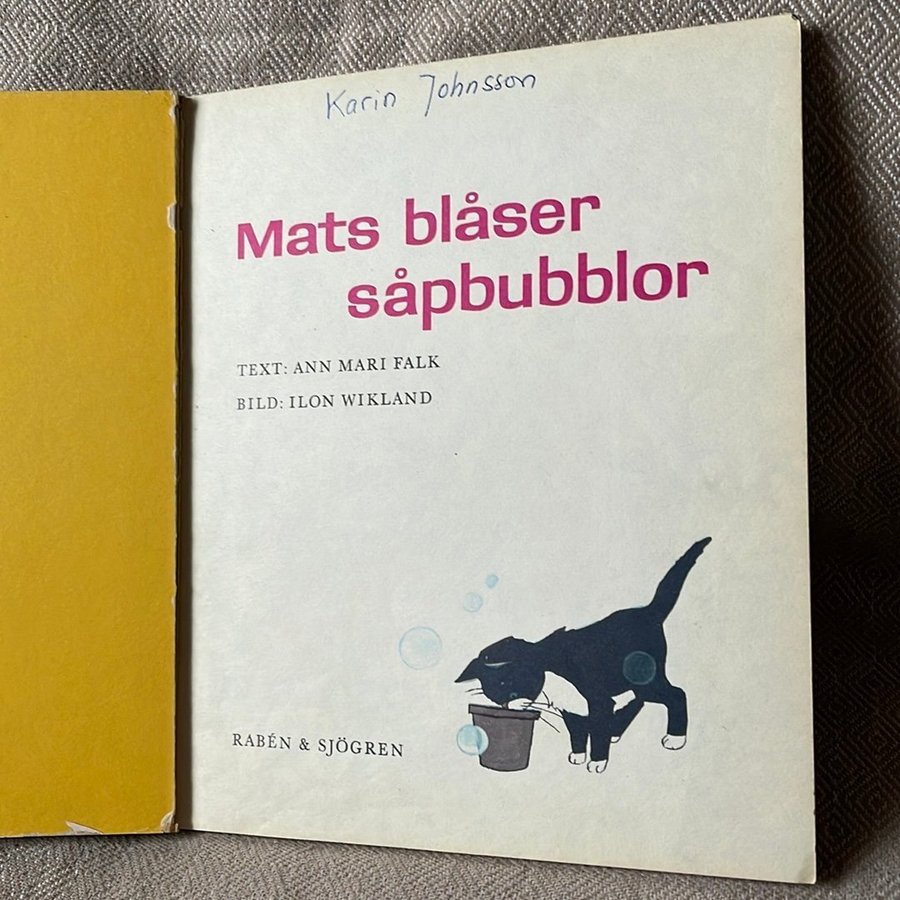 Karin Johnsson
Mats blåser
såpbubblor
TEXT: ANN MARI FALK
BILD: ILON WIKLAND
RABÉN & SJÖGREN